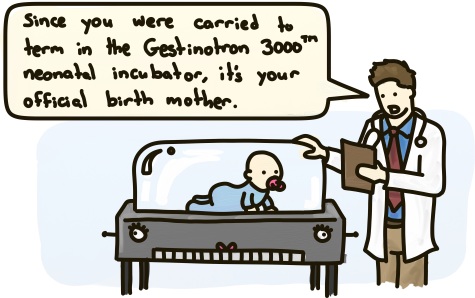 Since you were carried to
term in the Gestinotron 3000™
neonatal incubator, it's your
official birth mother.